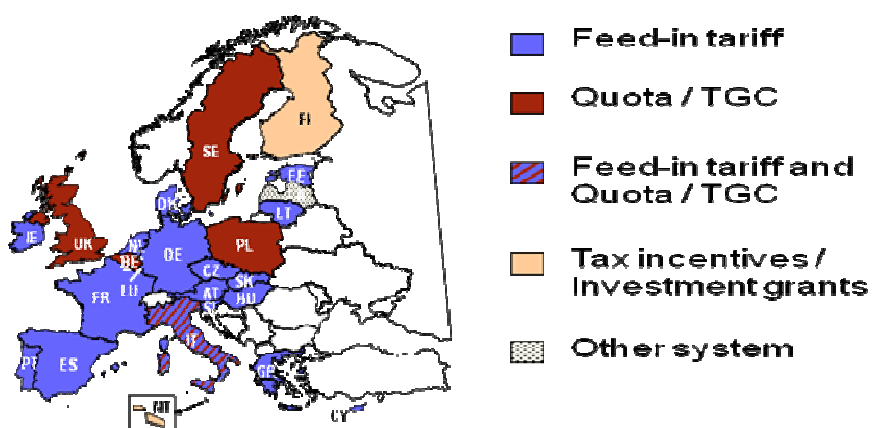 Feed-in tariff
Quota / TGC
Feed-in tariff and
Quota / TGC
Tax incentives /
Investment grants
Other system
FI
SE
EE
LT
DK
IE
UK
NL
DE
PL
BE
LU
CZ
SK
FR
AT
HU
IT
PT
ES
GR
MT
CY